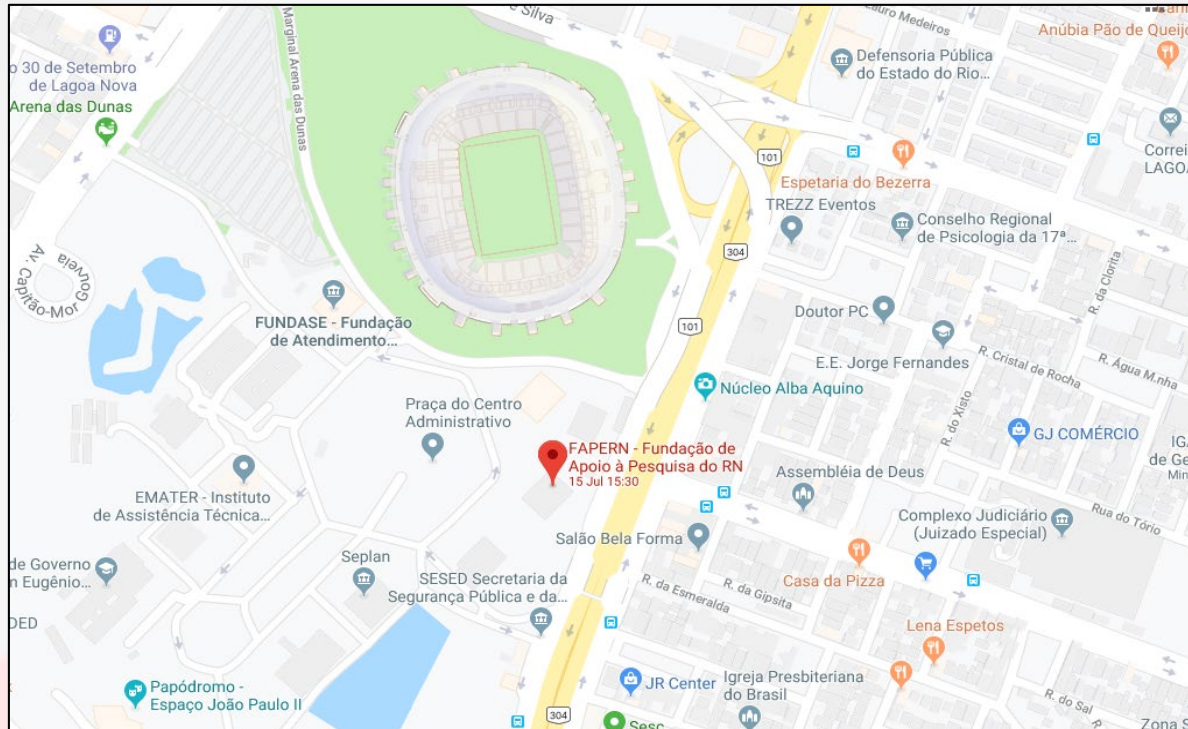 e Silva
Lauro Medeiros
Anúbia Pão de Queijo
Defensoria Pública
do Estado do Rio...
o 30 de Setembro
de Lagoa Nova
Arena das Dunas
Marginal Arena das Dunas
Correi
LAGOA
101
Espetaria do Bezerra
TREZZ Eventos
Conselho Regional
de Psicologia da 17ª...
304
Av. Capitão-Mor Gouveia
R. da Clorita
FUNDASE - Fundação
de Atendimento...
101
Doutor PC
E.E. Jorge Fernandes
R. Cristal de Rocha
R. Água M.nha
Núcleo Alba Aquino
Praça do Centro
Administrativo
R. do Xisto
GJ COMÉRCIO
FAPERN - Fundação de
Apoio à Pesquisa do RN
15 Jul 15:30
IGA
de Ge
Min
Assembléia de Deus
EMATER - Instituto
de Assistência Técnica...
Rua do Tório
Complexo Judiciário
(Juizado Especial)
Salão Bela Forma
de Governo
n Eugênio...
Seplan
SESED Secretaria da
Segurança Pública e da...
Casa da Pizza
R. da Esmeralda
R. da Gipsita
DED
Lena Espetos
Papódromo -
Espaço João Paulo II
JR Center
Igreja Presbiteriana
do Brasil
R. do Sal
304
Sesc
Zona S